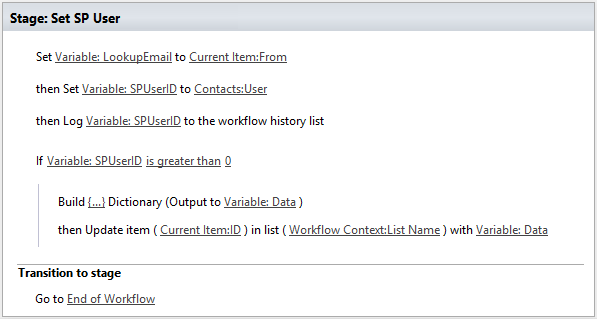 Stage: Set SP User
Set Variable: LookupEmail to Current Item:From
then Set Variable: SPUserID to Contacts:User
then Log Variable: SPUserID to the workflow history list
If Variable: SPUserID is greater than 0
Build {...} Dictionary (Output to Variable: Data )
then Update item ( Current Item:ID ) in list ( Workflow Context:List Name ) with Variable: Data
Transition to stage
Go to End of Workflow